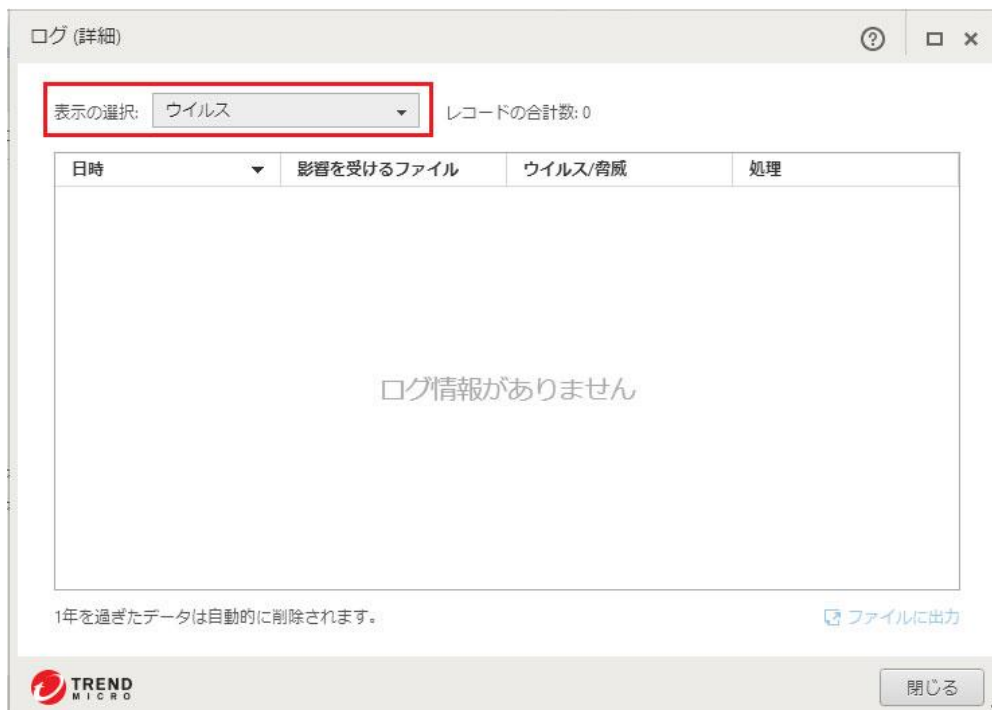 ログ (詳細)
表示の選択: ウイルス レコードの合計数: 0
日時 影響を受けるファイル ウイルス/脅威 処理
ログ情報がありません
1年を過ぎたデータは自動的に削除されます。 ファイルに出力
TREND
MICRO
閉じる